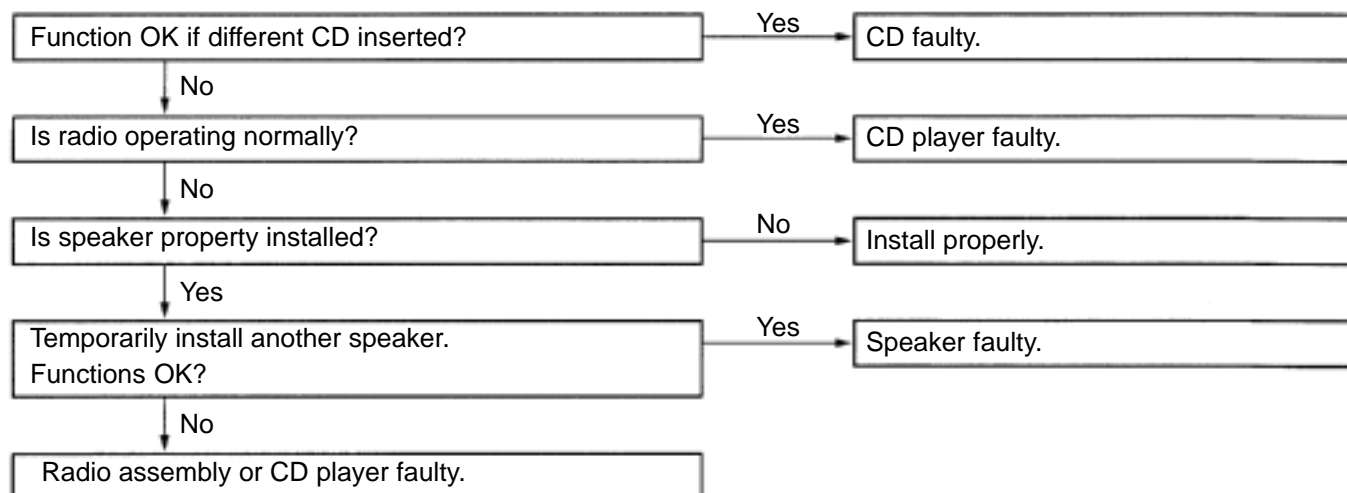 Function OK if different CD inserted?
Yes
CD faulty.
No
Is radio operating normally?
Yes
CD player faulty.
No
Is speaker property installed?
No
Install properly.
Yes
Temporarily install another speaker.
Functions OK?
Yes
Speaker faulty.
No
Radio assembly or CD player faulty.